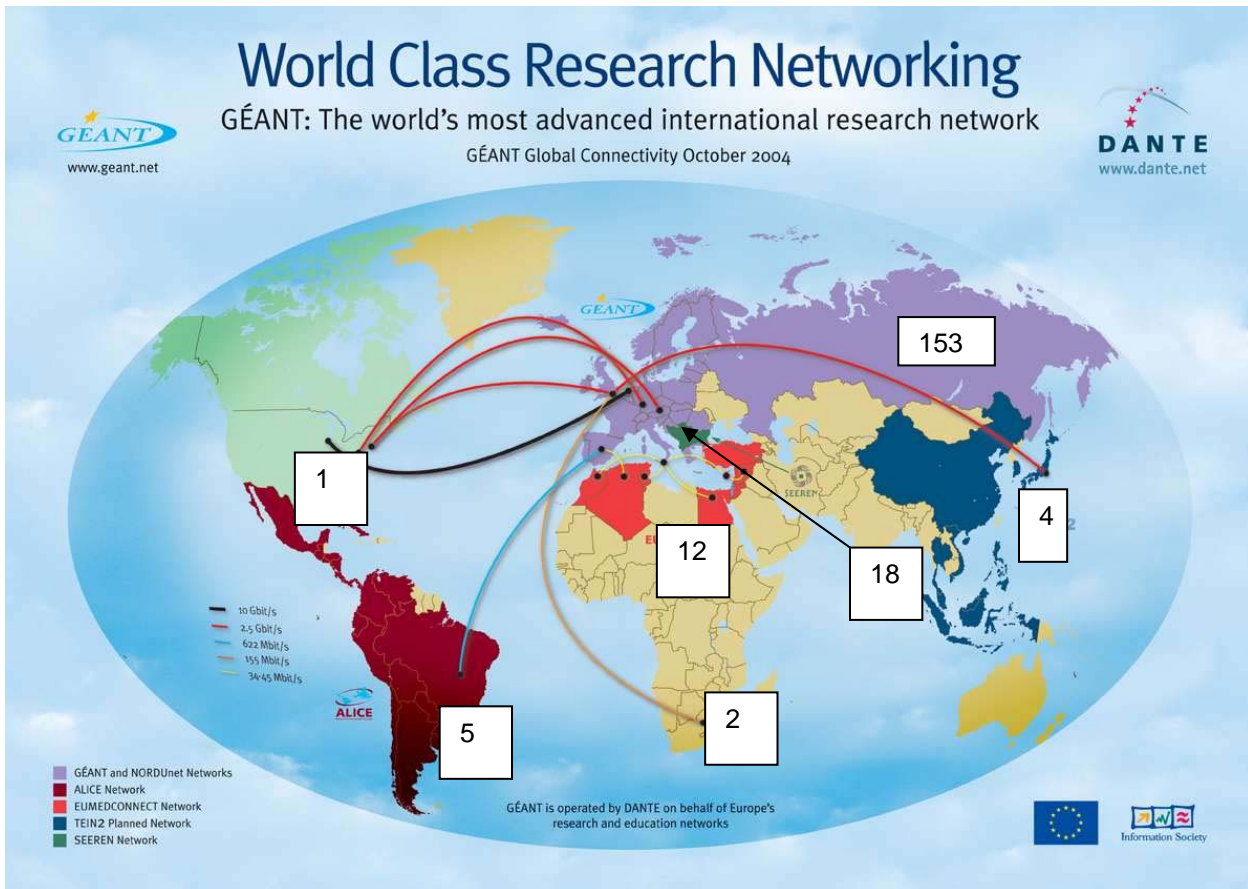 World Class Research Networking
GÉANT: The world's most advanced international research network
GÉANT Global Connectivity October 2004
GÉANT
www.geant.net
DANTE
www.dante.net
GÉANT
153
1
4
2
12
18
SEEREN
EU
10 Gbit/s
2.5 Gbit/s
622 Mbit/s
155 Mbit/s
34-45 Mbit/s
ALICE
5
2
GÉANT and NORDUnet Networks
ALICE Network
EUMEDCONNECT Network
TEIN2 Planned Network
SEEREN Network
GÉANT is operated by DANTE on behalf of Europe's
research and education networks
Information Society